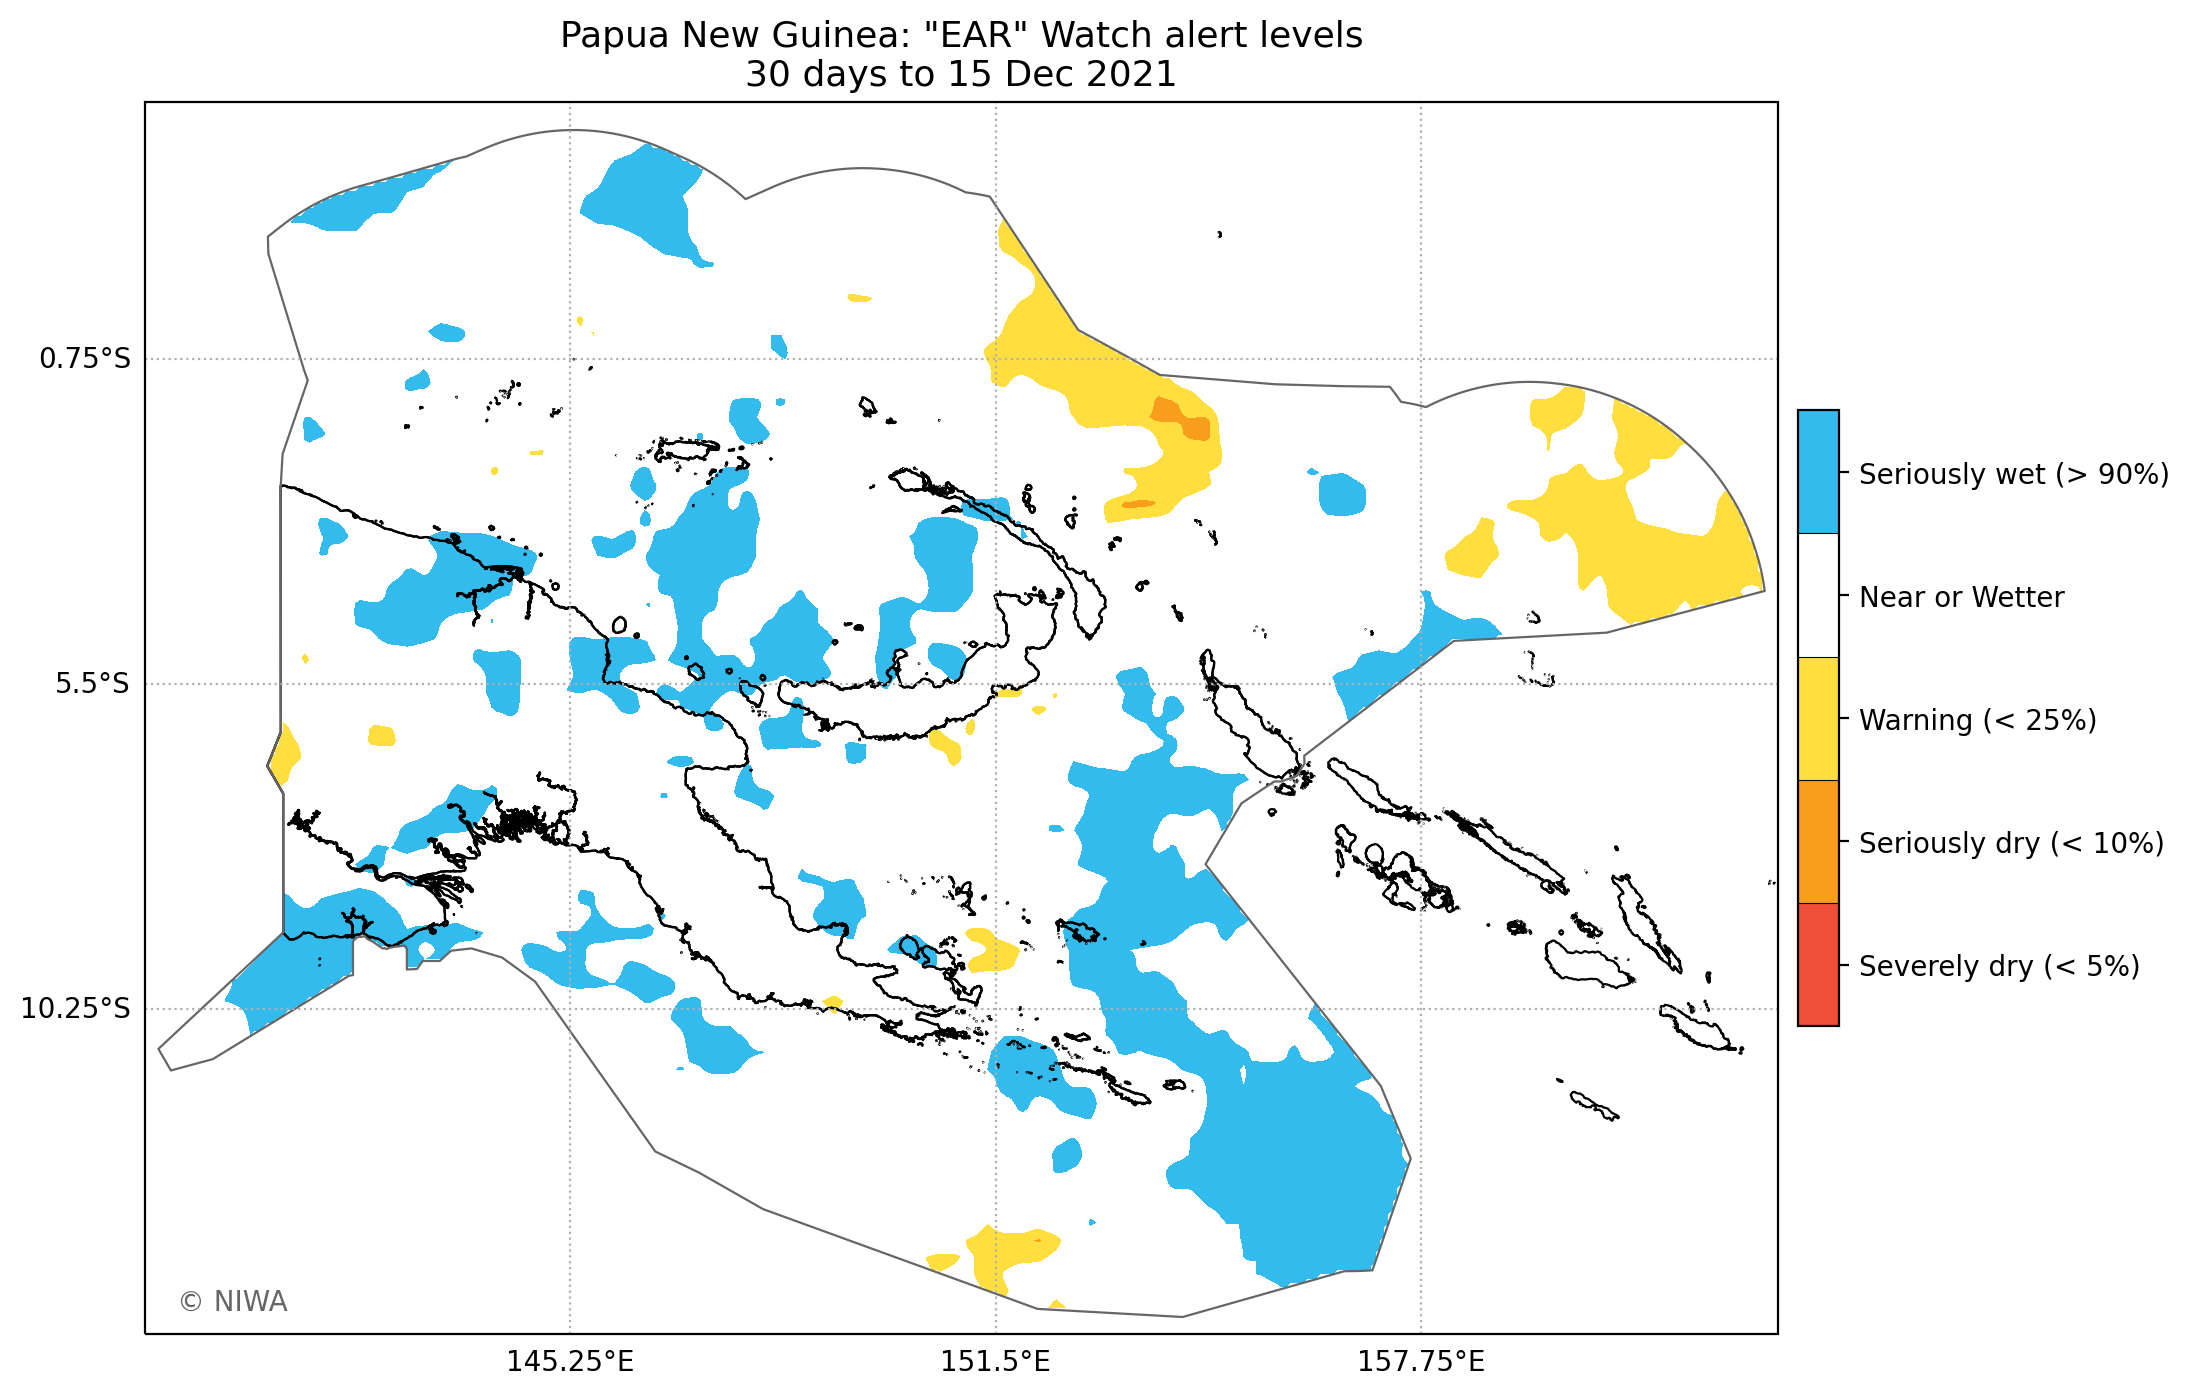 Papua New Guinea: "EAR" Watch alert levels
30 days to 15 Dec 2021
0.75°S
5.5°S
10.25°S
145.25°E
151.5°E
157.75°E
Seriously wet (> 90%)
Near or Wetter
Warning (< 25%)
Seriously dry (< 10%)
Severely dry (< 5%)
© NIWA